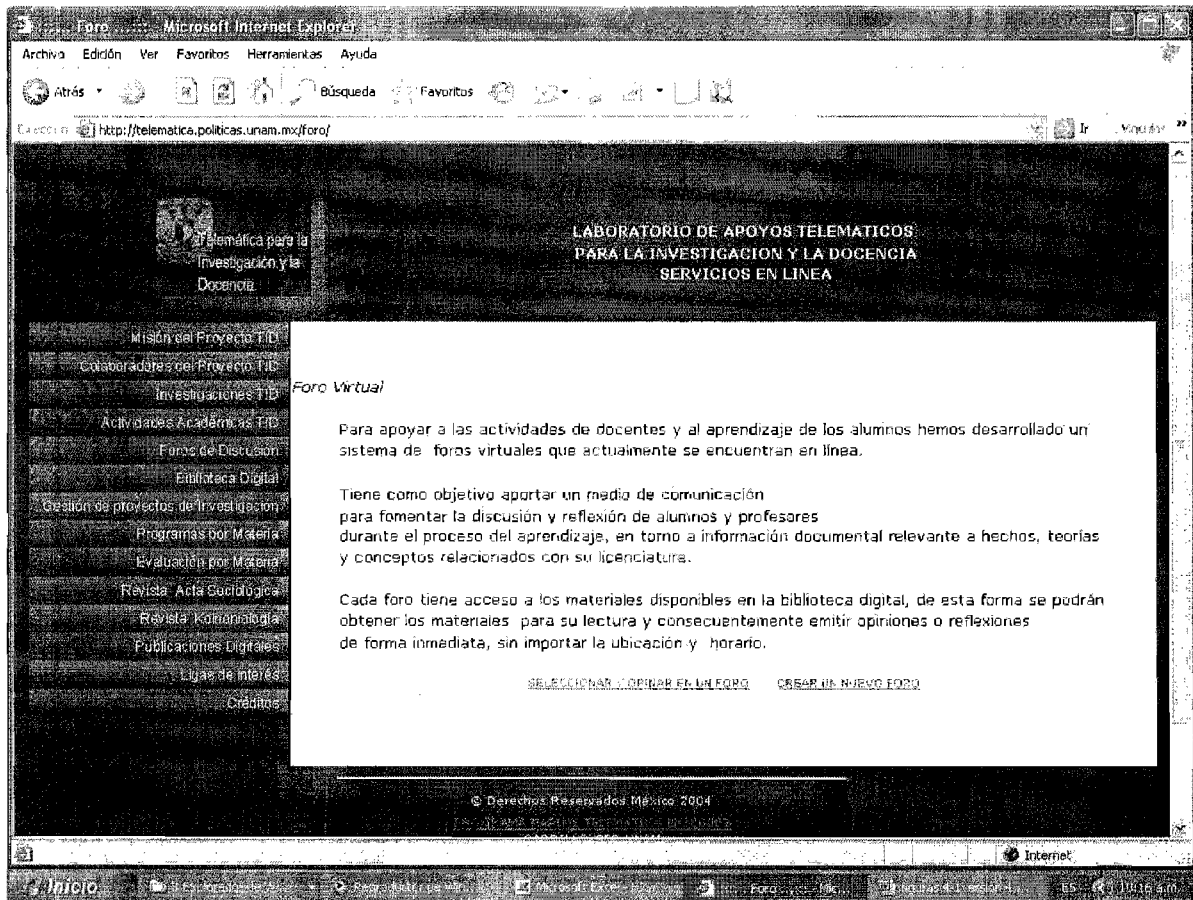 Foro Microsoft Internet Explorer
Archivo Edición Ver Favoritos Herramientas Ayuda
Atrás Búsqueda Favoritos
http://telematica.politicas.unam.mx/foro/ Ir
Telemática para la
Investigación y la
Docencia
LABORATORIO DE APOYOS TELEMATICOS
PARA LA INVESTIGACION Y LA DOCENCIA
SERVICIOS EN LINEA
Misión del Proyecto TID
Colaboradores del Proyecto TID
Investigaciones TID
Actividades Académicas TID
Foros de Discusión
Biblioteca Digital
Gestión de proyectos de Investigación
Programas por Materia
Evaluación por Materia
Revista Acta Sociológica
Revista
Publicaciones Digitales
Ligas de interés
Créditos
Foro Virtual
Para apoyar a las actividades de docentes y al aprendizaje de los alumnos hemos desarrollado un
sistema de foros virtuales que actualmente se encuentran en línea.
Tiene como objetivo aportar un medio de comunicación
para fomentar la discusión y reflexión de alumnos y profesores
durante el proceso del aprendizaje, en torno a información documental relevante a hechos, teorías
y conceptos relacionados con su licenciatura.
Cada foro tiene acceso a los materiales disponibles en la biblioteca digital, de esta forma se podrán
obtener los materiales para su lectura y consecuentemente emitir opiniones o reflexiones
de forma inmediata, sin importar la ubicación y horario.
SELECCIONAR Y OPINAR EN UN FORO CREAR UN NUEVO FORO
© Derechos Reservados México 2004
Internet
Inicio Microsoft Excel Foro ES 10:16 a.m.